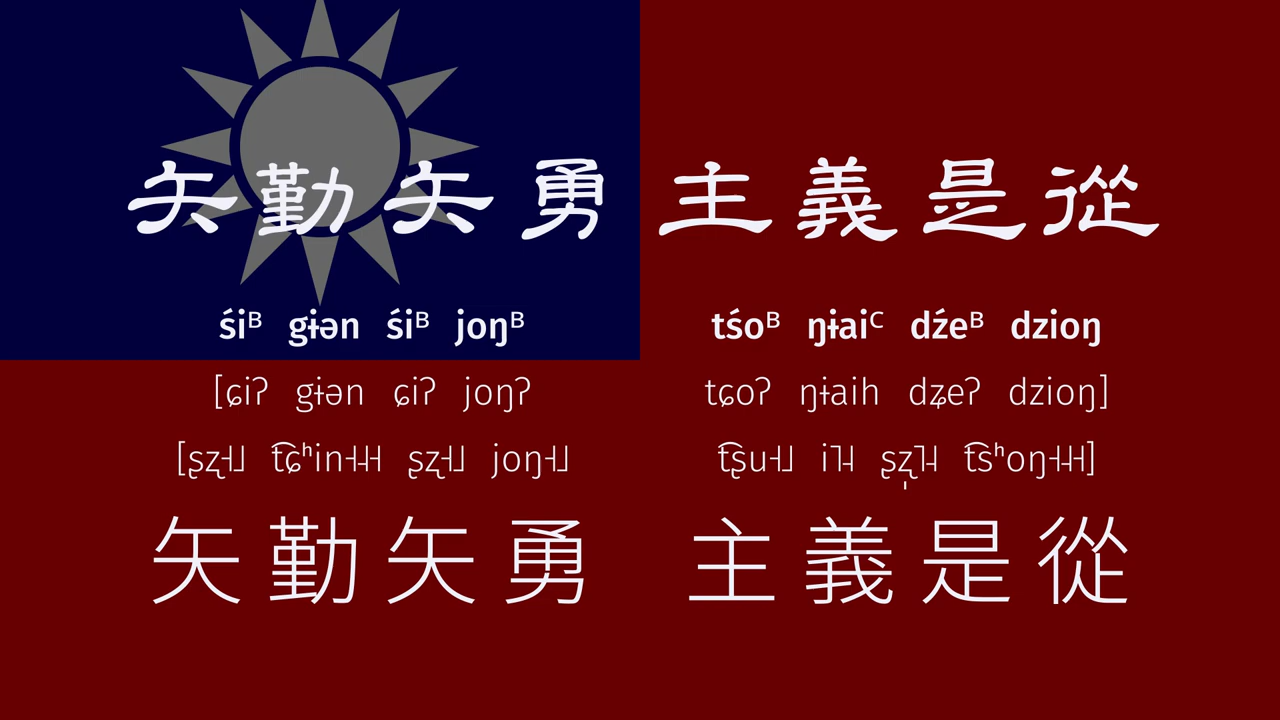 矢勤矢勇 主義是從
śiᴮ gɨən śiᴮ joŋᴮ tśoᴮ ŋɨaiᶜ dźeᴮ dzioŋ
[ɕiʔ gɨən ɕiʔ joŋʔ tɕoʔ ŋɨaih dʑeʔ dzioŋ]
[ʂʐ˧˩ t͡ɕʰin˧˨˧ ʂʐ˧˩ joŋ˧˩ t͡ʂu˧˩ i˥˧ ʂʐ̩˥˧ t͡sʰoŋ˧˨˧]
矢勤矢勇 主義是從